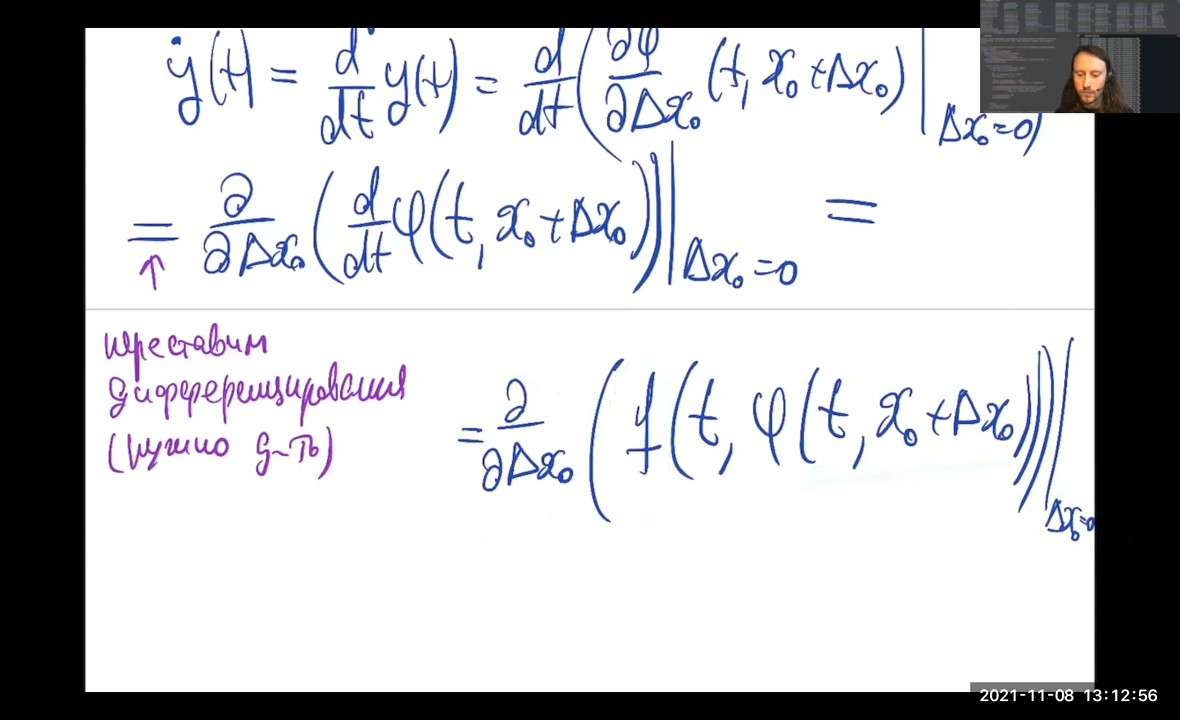 ẏ(t) = d/dt y(t) = d/dt (∂φ/∂Δx₀ (t, x₀+Δx₀)|Δx₀=0)
= ∂/∂Δx₀ (d/dt φ(t, x₀+Δx₀))|Δx₀=0 =
↑
переставим
дифференцирования
(нужно д-ть)
= ∂/∂Δx₀ (f(t, φ(t, x₀+Δx₀)))|Δx₀=0
2021-11-08 13:12:56